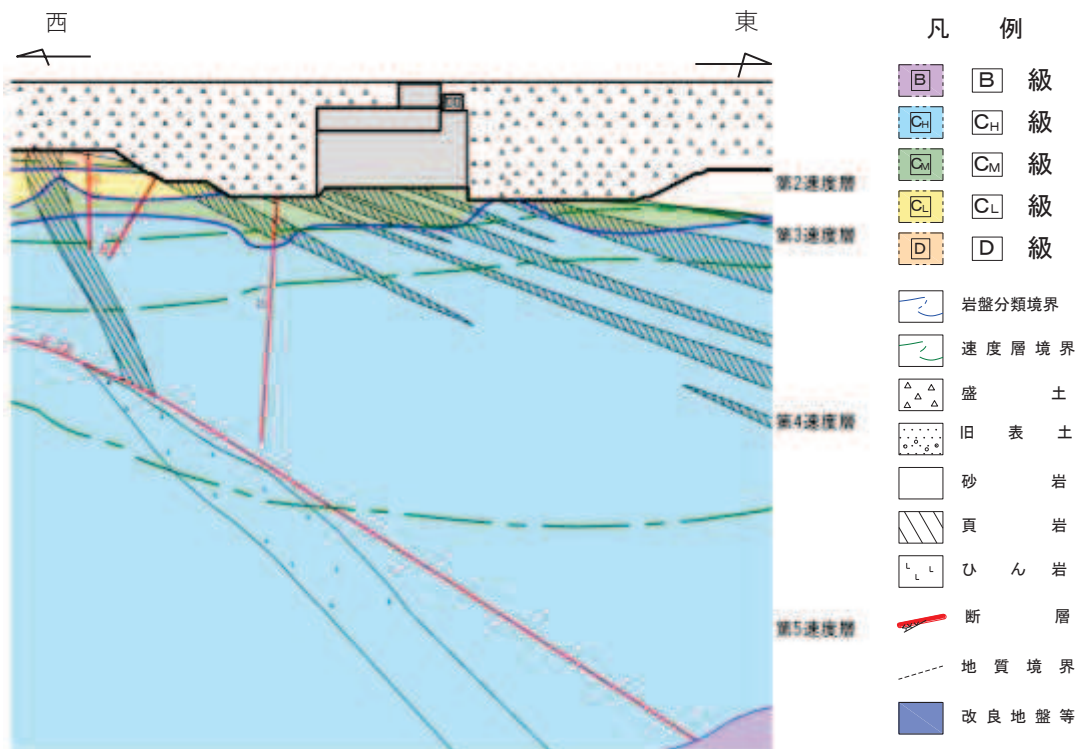 西
東
第2速度層
第3速度層
第4速度層
第5速度層
凡 例
B B 級
CH CH 級
CM CM 級
CL CL 級
D D 級
岩盤分類境界
速度層境界
盛土
旧表土
砂岩
頁岩
ひん岩
断層
地質境界
改良地盤等